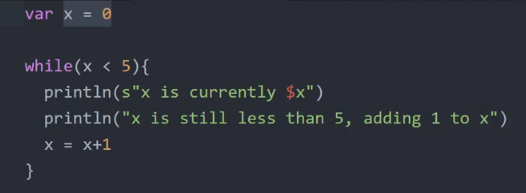 var x = 0
while(x < 5){
println(s"x is currently $x")
println("x is still less than 5, adding 1 to x")
x = x+1
}